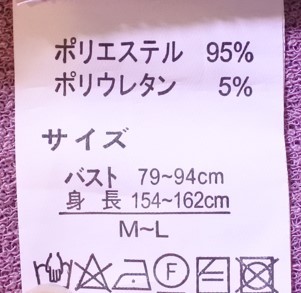 ポリエステル 95%
ポリウレタン 5%
サイズ
バスト 79~94cm
身 長 154~162cm
M~L
F